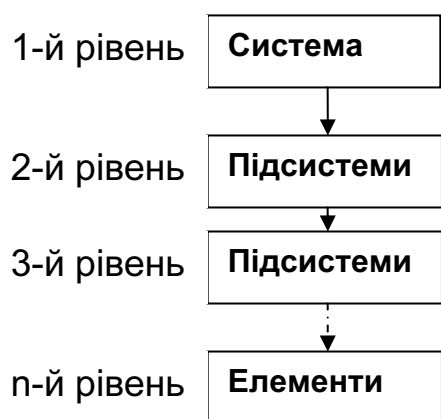 1-й рівень Система
2-й рівень Підсистеми
3-й рівень Підсистеми
n-й рівень Елементи